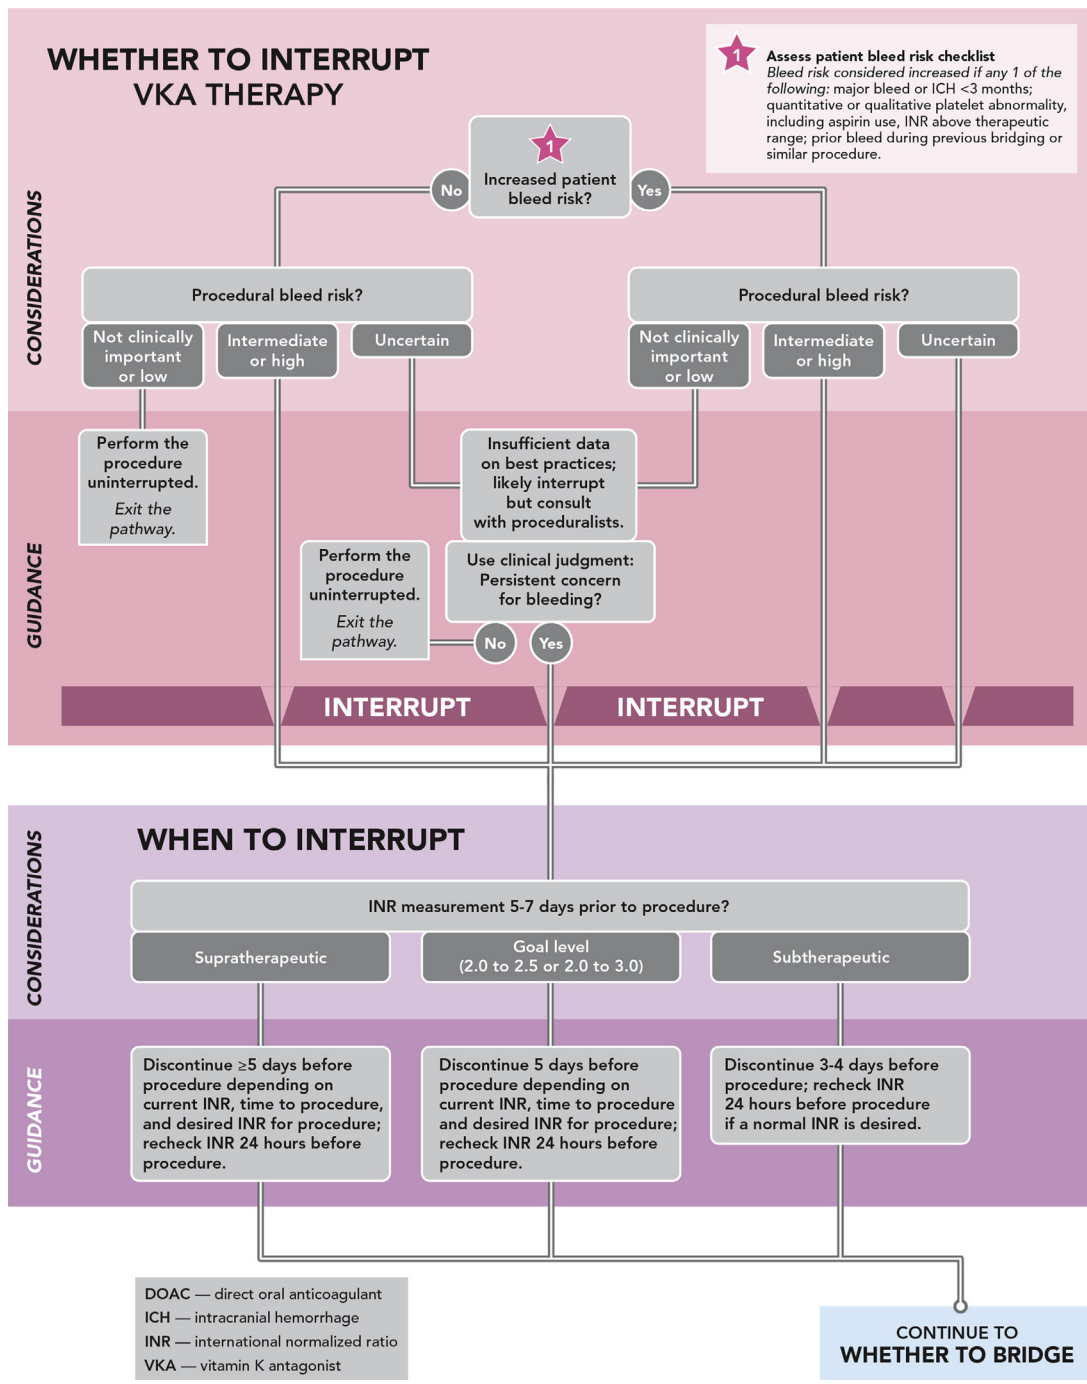 WHETHER TO INTERRUPT
VKA THERAPY
1
Assess patient bleed risk checklist
Bleed risk considered increased if any 1 of the
following: major bleed or ICH <3 months;
quantitative or qualitative platelet abnormality,
including aspirin use, INR above therapeutic
range; prior bleed during previous bridging or
similar procedure.
CONSIDERATIONS
1
Increased patient
bleed risk?
No
Yes
Procedural bleed risk?
Not clinically
important
or low
Intermediate
or high
Uncertain
Procedural bleed risk?
Not clinically
important
or low
Intermediate
or high
Uncertain
GUIDANCE
Perform the
procedure
uninterrupted.
Exit the
pathway.
Insufficient data
on best practices;
likely interrupt
but consult
with proceduralists.
Use clinical judgment:
Persistent concern
for bleeding?
Perform the
procedure
uninterrupted.
Exit the
pathway.
No
Yes
INTERRUPT
INTERRUPT
WHEN TO INTERRUPT
CONSIDERATIONS
INR measurement 5-7 days prior to procedure?
Supratherapeutic
Goal level
(2.0 to 2.5 or 2.0 to 3.0)
Subtherapeutic
GUIDANCE
Discontinue ≥5 days before
procedure depending on
current INR, time to procedure,
and desired INR for procedure;
recheck INR 24 hours before
procedure.
Discontinue 5 days before
procedure depending on
current INR, time to procedure
and desired INR for procedure;
recheck INR 24 hours before
procedure.
Discontinue 3-4 days before
procedure; recheck INR
24 hours before procedure
if a normal INR is desired.
DOAC — direct oral anticoagulant
ICH — intracranial hemorrhage
INR — international normalized ratio
VKA — vitamin K antagonist
CONTINUE TO
WHETHER TO BRIDGE